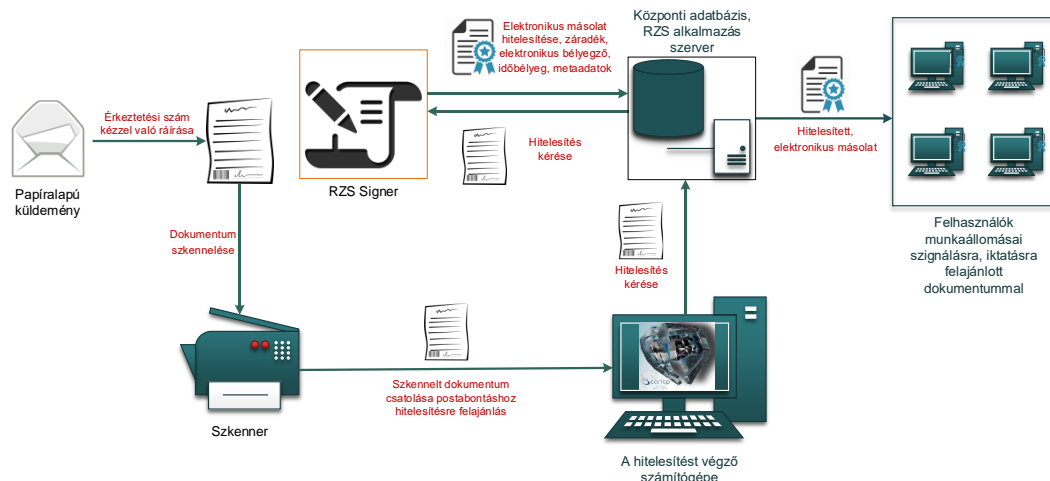 Papíralapú
küldemény
Érkeztetési szám
kézzel való ráírása
RZS Signer
Elektronikus másolat
hitelesítése, záradék,
elektronikus bélyegző,
időbélyeg, metaadatok
Hitelesítés
kérése
Központi adatbázis,
RZS alkalmazás
szerver
Hitelesített,
elektronikus másolat
Felhasználók
munkaállomásai
szignálásra, iktatásra
felajánlott
dokumentummal
Dokumentum
szkennelése
Hitelesítés
kérése
Szkenner
Szkennelt dokumentum
csatolása postabontáshoz
hitelesítésre felajánlás
A hitelesítést végző
számítógépe